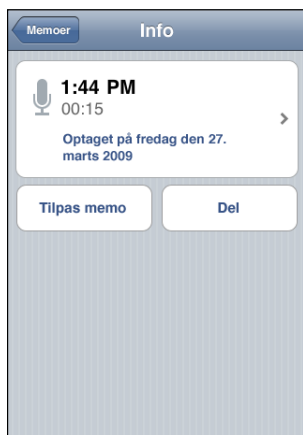 Memoer
Info
1:44 PM
00:15
Optaget på fredag den 27.
marts 2009
Tilpas memo
Del